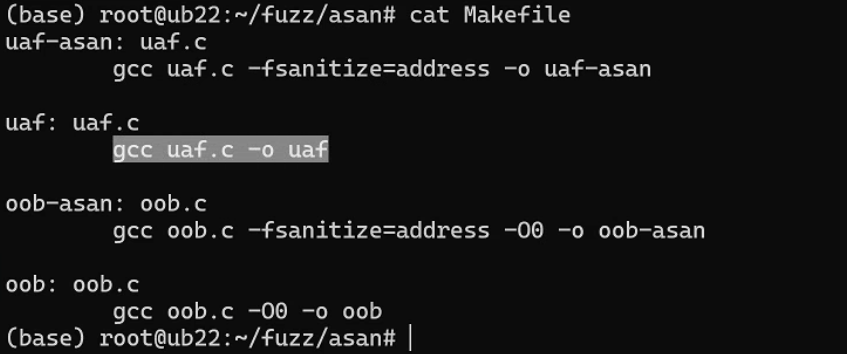 (base) root@ub22:~/fuzz/asan# cat Makefile
uaf-asan: uaf.c
        gcc uaf.c -fsanitize=address -o uaf-asan

uaf: uaf.c
        gcc uaf.c -o uaf

oob-asan: oob.c
        gcc oob.c -fsanitize=address -O0 -o oob-asan

oob: oob.c
        gcc oob.c -O0 -o oob
(base) root@ub22:~/fuzz/asan#